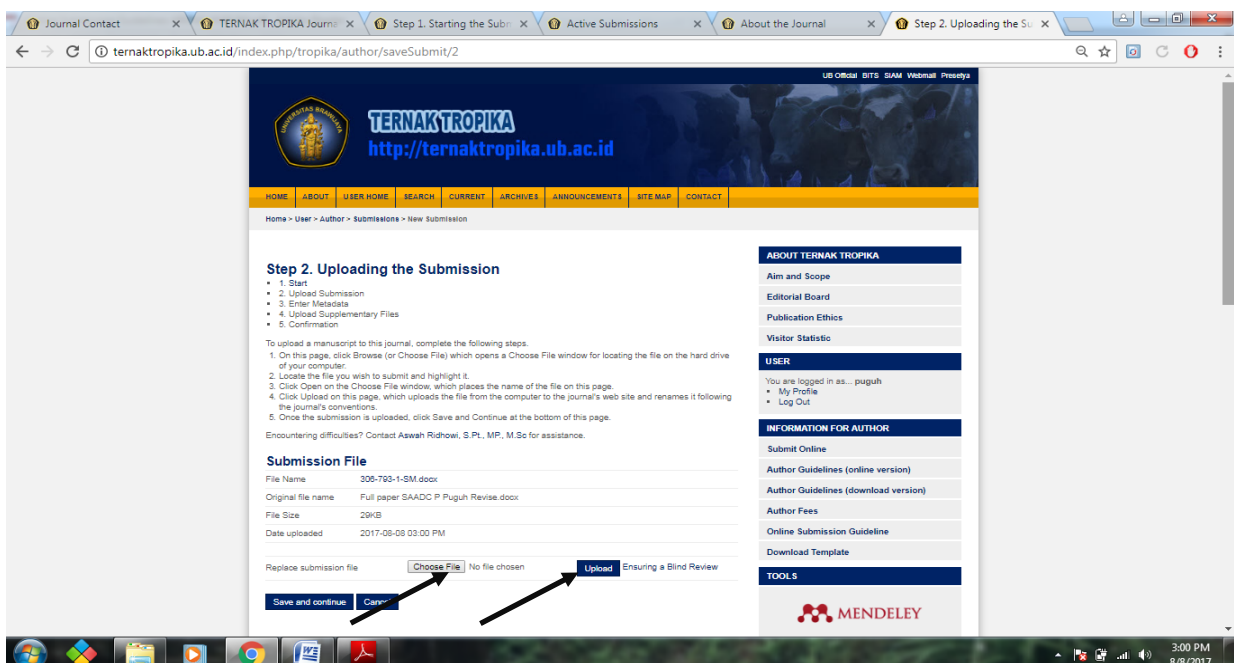 Journal Contact
TERNAK TROPIKA Journa
Step 1. Starting the Subm
Active Submissions
About the Journal
Step 2. Uploading the Su
ternaktropika.ub.ac.id/index.php/tropika/author/saveSubmit/2
UB Official BITS SIAM Webmail Prasetya
UNIVERSITAS BRAWIJAYA
TERNAK TROPIKA
http://ternaktropika.ub.ac.id
HOME ABOUT USER HOME SEARCH CURRENT ARCHIVES ANNOUNCEMENTS SITE MAP CONTACT
Home > User > Author > Submissions > New Submission
Step 2. Uploading the Submission
1. Start
2. Upload Submission
3. Enter Metadata
4. Upload Supplementary Files
5. Confirmation
To upload a manuscript to this journal, complete the following steps.
1. On this page, click Browse (or Choose File) which opens a Choose File window for locating the file on the hard drive
of your computer.
2. Locate the file you wish to submit and highlight it.
3. Click Open on the Choose File window, which places the name of the file on this page.
4. Click Upload on this page, which uploads the file from the computer to the journal's web site and renames it following
the journal's conventions.
5. Once the submission is uploaded, click Save and Continue at the bottom of this page.
Encountering difficulties? Contact Aswah Ridhowi, S.Pt., MP., M.Sc for assistance.
Submission File
File Name 306-793-1-SM.docx
Original file name Full paper SAADC P Puguh Revise.docx
File Size 29KB
Date uploaded 2017-08-08 03:00 PM
Replace submission file Choose File No file chosen Upload Ensuring a Blind Review
Save and continue Cancel
ABOUT TERNAK TROPIKA
Aim and Scope
Editorial Board
Publication Ethics
Visitor Statistic
USER
You are logged in as... puguh
My Profile
Log Out
INFORMATION FOR AUTHOR
Submit Online
Author Guidelines (online version)
Author Guidelines (download version)
Author Fees
Online Submission Guideline
Download Template
TOOLS
MENDELEY
3:00 PM
8/8/2017